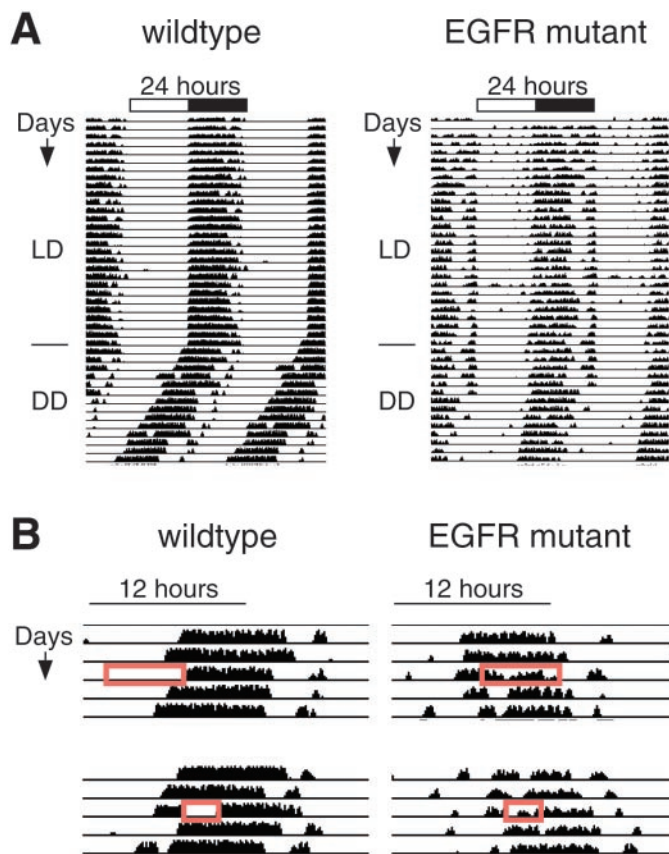 A
wildtype
EGFR mutant
24 hours
24 hours
Days
Days
LD
LD
DD
DD
B
wildtype
EGFR mutant
12 hours
12 hours
Days